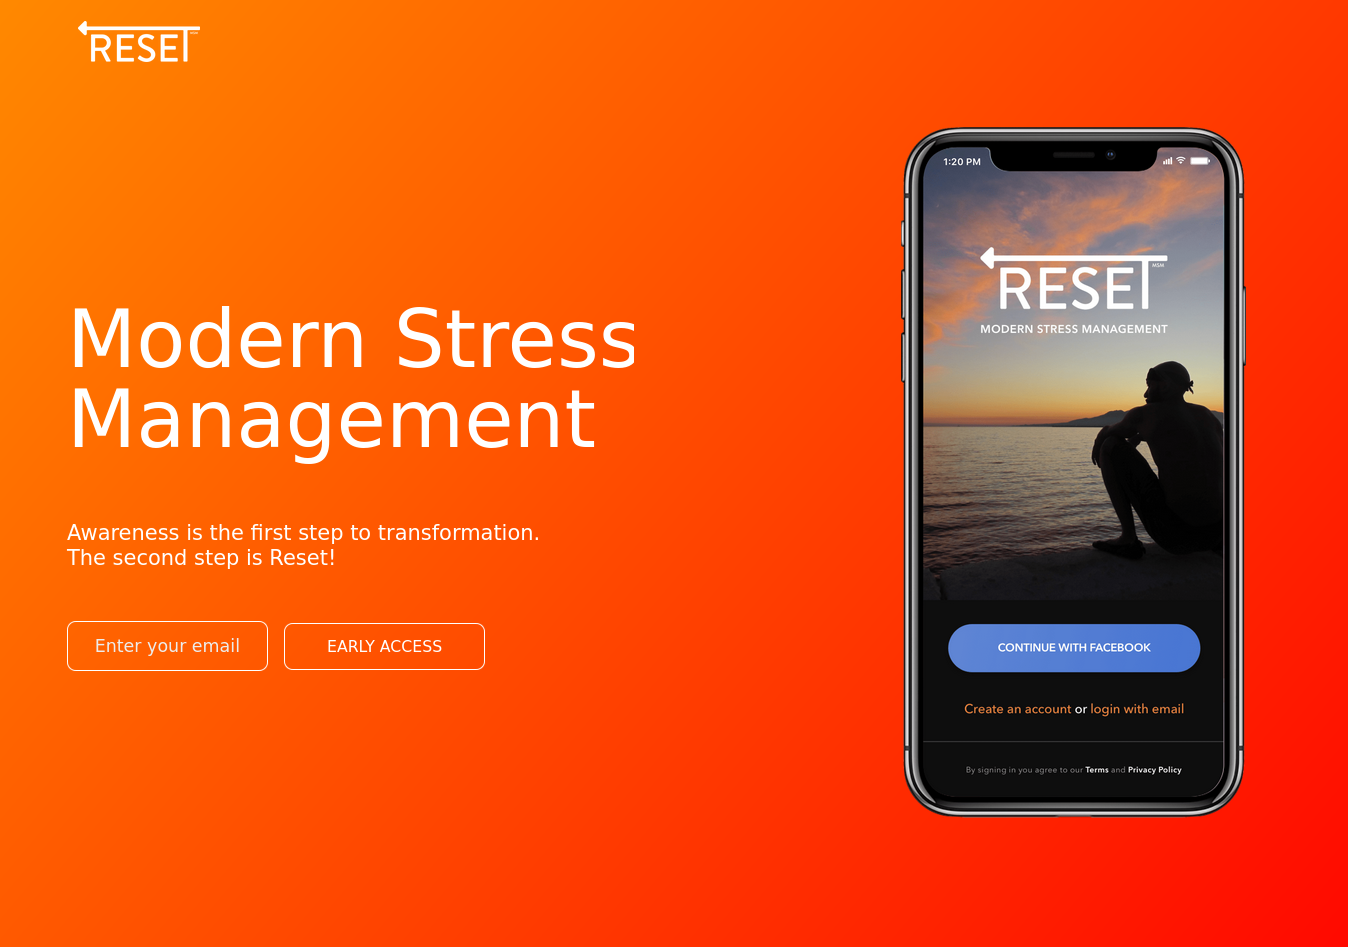 RESET
Modern Stress
Management
Awareness is the first step to transformation.
The second step is Reset!
Enter your email
EARLY ACCESS
1:20 PM
RESET MSM
MODERN STRESS MANAGEMENT
CONTINUE WITH FACEBOOK
Create an account or login with email
By signing in you agree to our Terms and Privacy Policy